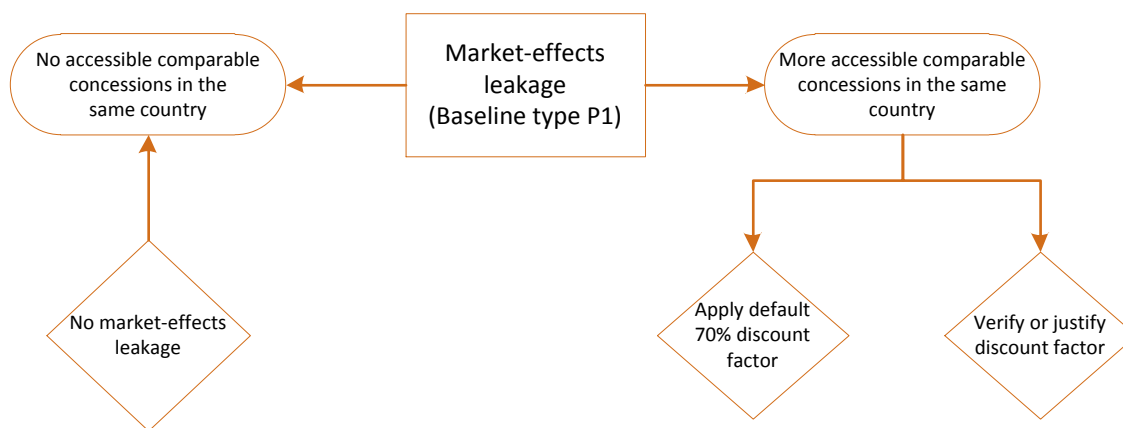 No accessible comparable
concessions in the
same country
Market-effects
leakage
(Baseline type P1)
More accessible comparable
concessions in the same
country
No market-effects
leakage
Apply default
70% discount
factor
Verify or justify
discount factor